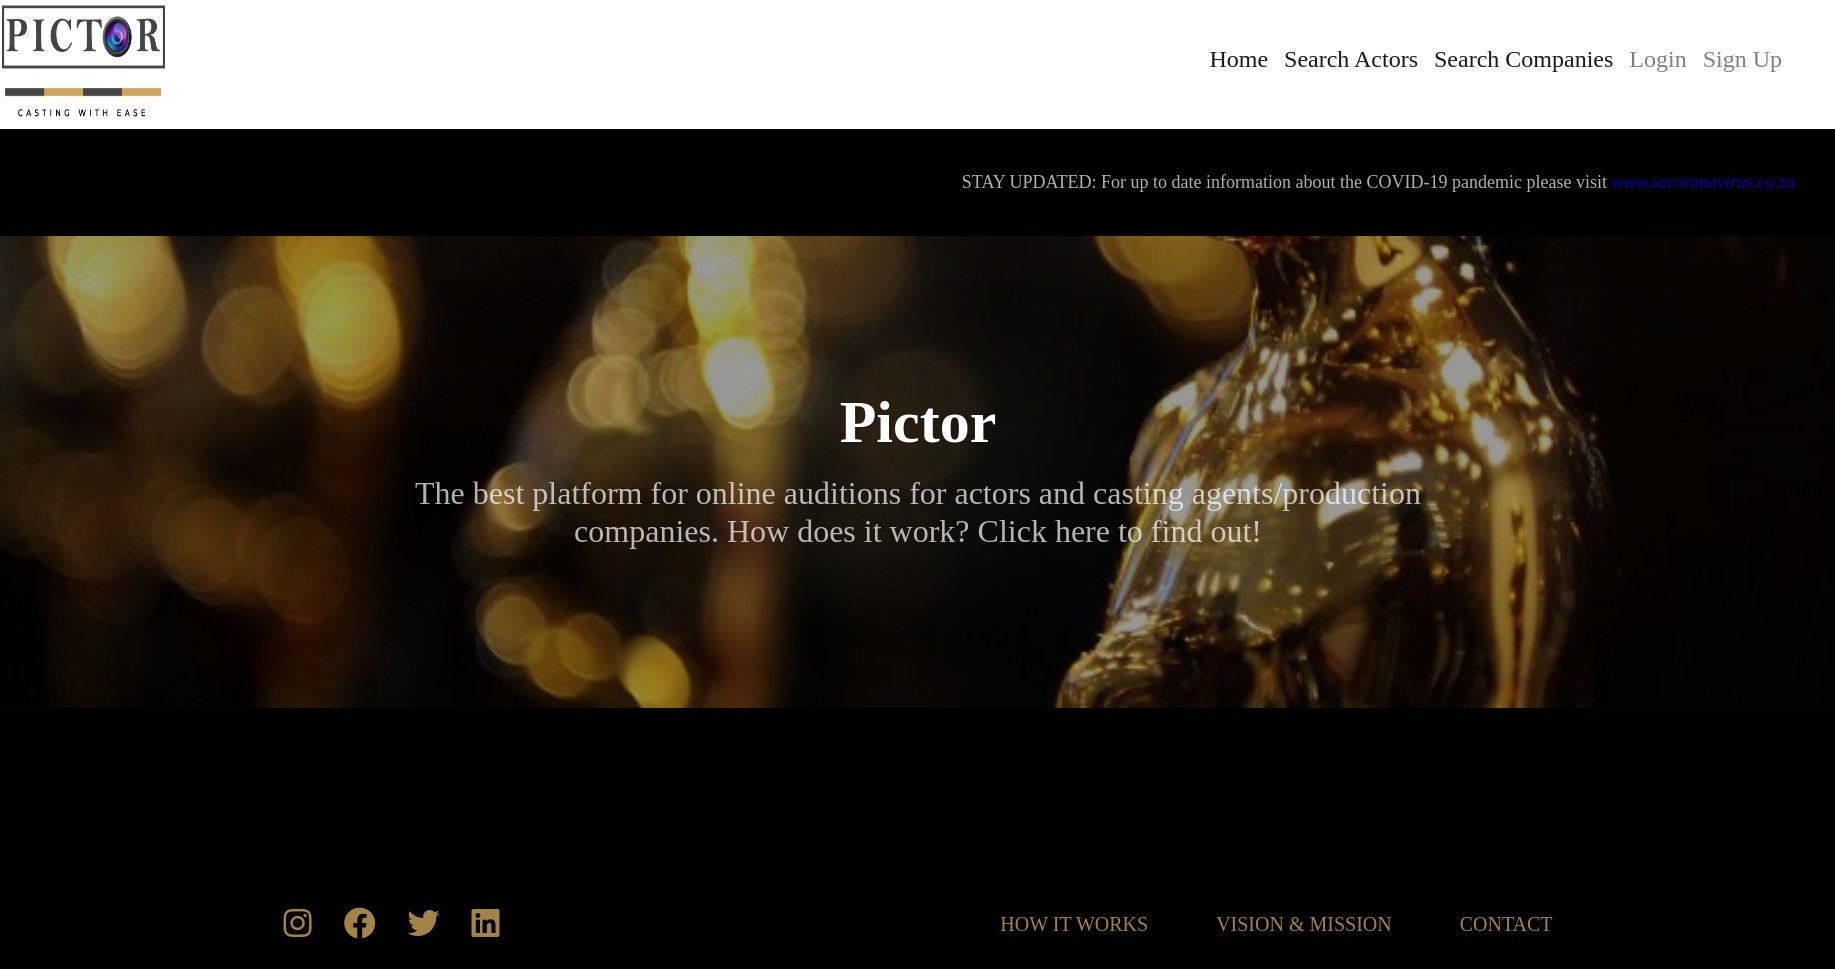 PICTOR
CASTING WITH EASE
Home Search Actors Search Companies Login Sign Up
STAY UPDATED: For up to date information about the COVID-19 pandemic please visit www.sacoronavirus.co.za
Pictor
The best platform for online auditions for actors and casting agents/production
companies. How does it work? Click here to find out!
HOW IT WORKS VISION & MISSION CONTACT